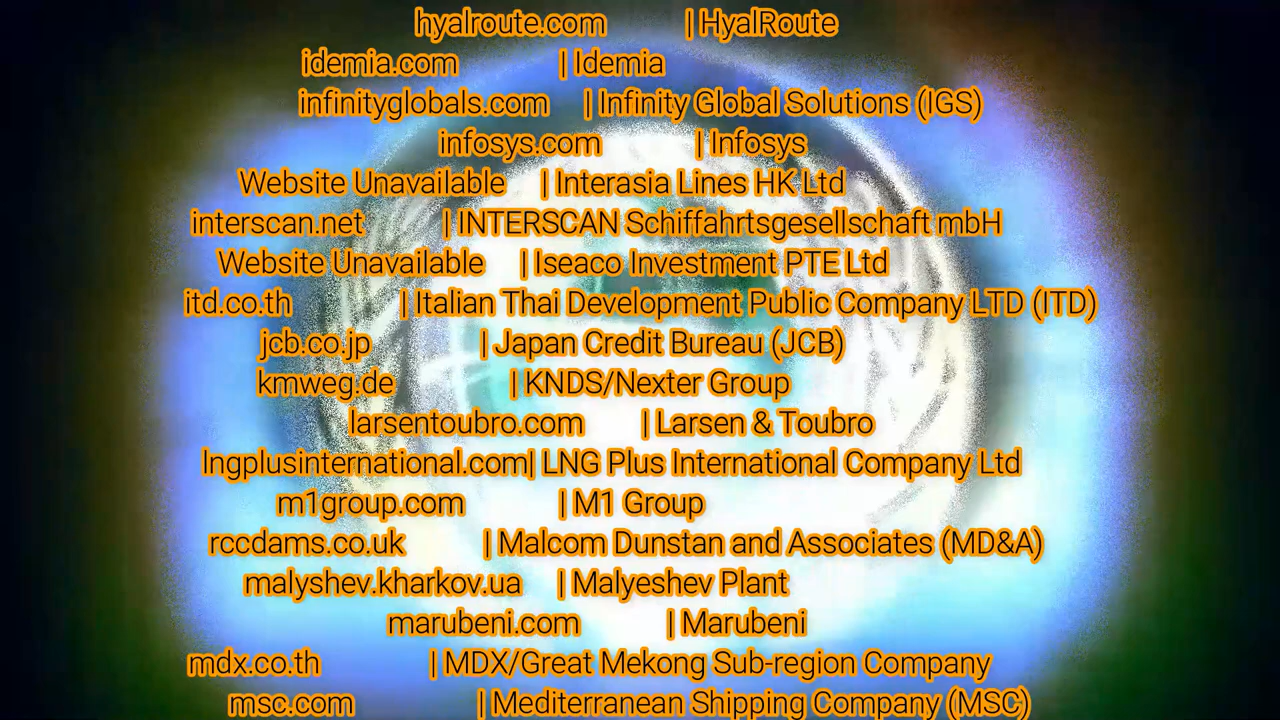 hyalroute.com | HyalRoute
idemia.com | Idemia
infinityglobals.com | Infinity Global Solutions (IGS)
infosys.com | Infosys
Website Unavailable | Interasia Lines HK Ltd
interscan.net | INTERSCAN Schiffahrtsgesellschaft mbH
Website Unavailable | Iseaco Investment PTE Ltd
itd.co.th | Italian Thai Development Public Company LTD (ITD)
jcb.co.jp | Japan Credit Bureau (JCB)
kmweg.de | KNDS/Nexter Group
larsentoubro.com | Larsen & Toubro
lngplusinternational.com| LNG Plus International Company Ltd
m1group.com | M1 Group
rccdams.co.uk | Malcom Dunstan and Associates (MD&A)
malyshev.kharkov.ua | Malyeshev Plant
marubeni.com | Marubeni
mdx.co.th | MDX/Great Mekong Sub-region Company
msc.com | Mediterranean Shipping Company (MSC)